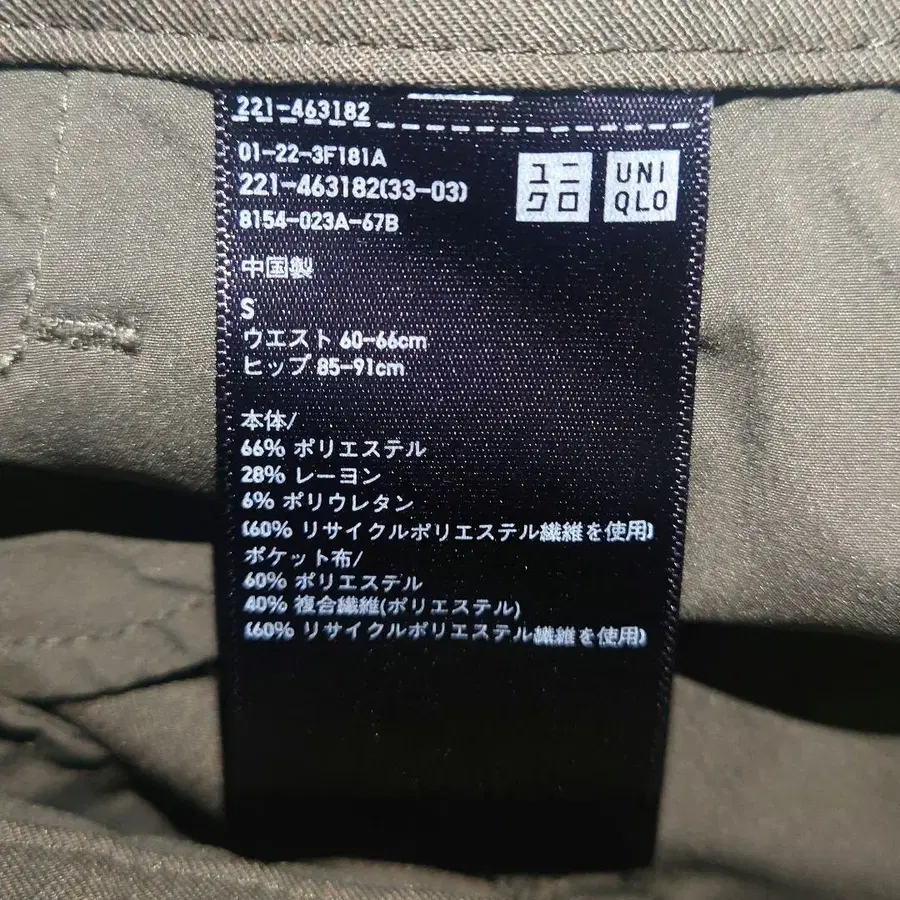 221-463182
01-22-3F181A
221-463182(33-03)
8154-023A-67B
ユニ
クロ
UNI
QLO
中国製
S
ウエスト 60-66cm
ヒップ 85-91cm
本体/
66% ポリエステル
28% レーヨン
6% ポリウレタン
(60% リサイクルポリエステル繊維を使用)
ポケット布/
60% ポリエステル
40% 複合繊維(ポリエステル)
(60% リサイクルポリエステル繊維を使用)